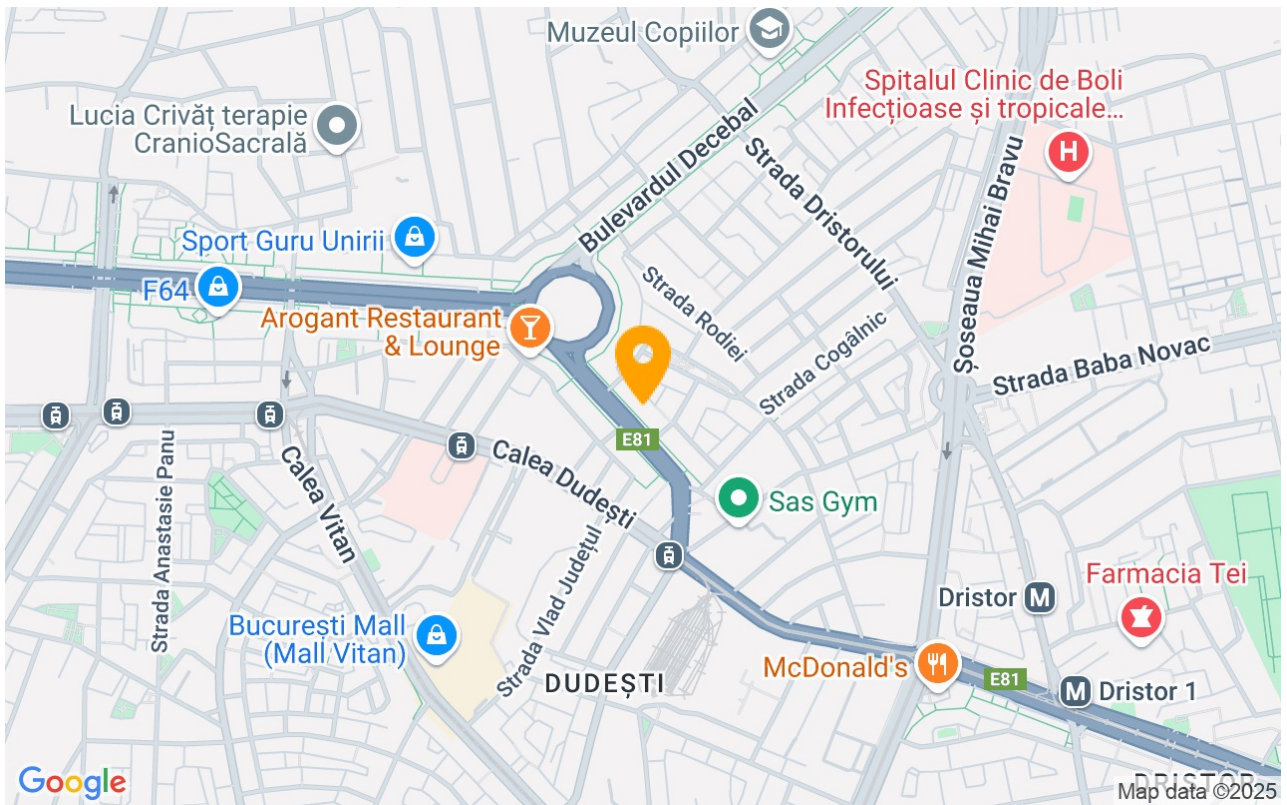 Muzeul Copiilor
Spitalul Clinic de Boli
Infecțioase și tropicale...
Lucia Crivăț terapie
CranioSacrală
Bulevardul Decebal
Strada Dristorului
Șoseaua Mihai Bravu
H
Sport Guru Unirii
F64
Strada Rodiei
Arogant Restaurant
& Lounge
Strada Cogâlnic
Strada Baba Novac
E81
Strada Anastasie Panu
Calea Vitan
Calea Dudești
Sas Gym
Strada Vlad Județul
Farmacia Tei
Dristor M
București Mall
(Mall Vitan)
DUDEȘTI
McDonald's
E81
M Dristor 1
DRISTOR
Google
Map data ©2025